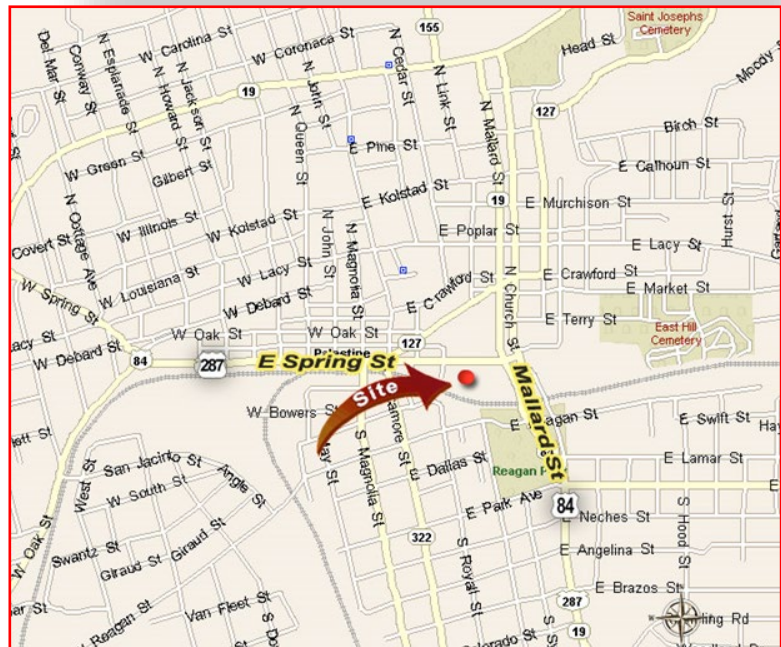 Saint Josephs
Cemetery
155
W Carolina St
W Coronaca St
N Cedar St
N Link St
Head St
Moody St
Del Mar St
Conway St
N Esplanade
N Howard St
N Jackson St
N John St
N Queen St
N Mallard St
19
127
Birch St
E Pine St
W Green St
Gilbert St
E Calhoun St
E Kolstad St
19
E Murchison St
Hurst St
N Cottage Ave
W Illinois St
W Kolstad St
N John St
N Magnolia St
E Poplar St
E Lacy St
Covert St
W Lacy St
W Louisiana St
W Debard St
E Crawford St
N Church St
E Crawford St
E Market St
W Spring St
E Terry St
East Hill
Cemetery
W Oak St
W Oak St
127
W Debard St
84
287
E Spring St
Palestine
Site
Mallard St
W Bowers St
May St
E Reagan St
E Swift St
San Jacinto St
Angle St
West St
W South St
S Magnolia St
E Dallas St
E Lamar St
E Park Ave
84
E Neches St
W Oak St
Swantz St
Giraud St
Giraud St
322
S Royall St
E Angelina St
S Hood St
E Brazos St
Van Fleet St
287
19